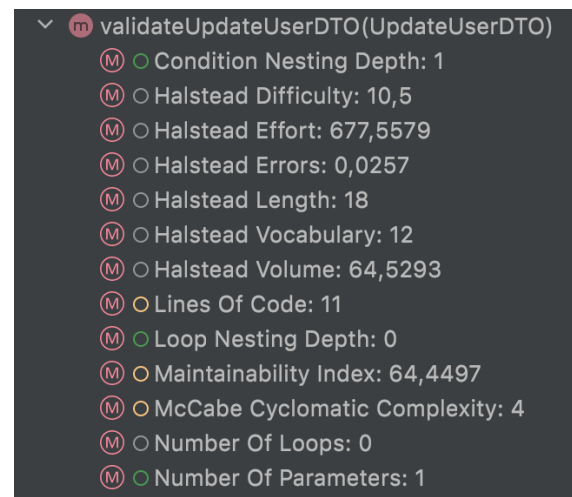 m validateUpdateUserDTO(UpdateUserDTO)
M Condition Nesting Depth: 1
M Halstead Difficulty: 10,5
M Halstead Effort: 677,5579
M Halstead Errors: 0,0257
M Halstead Length: 18
M Halstead Vocabulary: 12
M Halstead Volume: 64,5293
M Lines Of Code: 11
M Loop Nesting Depth: 0
M Maintainability Index: 64,4497
M McCabe Cyclomatic Complexity: 4
M Number Of Loops: 0
M Number Of Parameters: 1